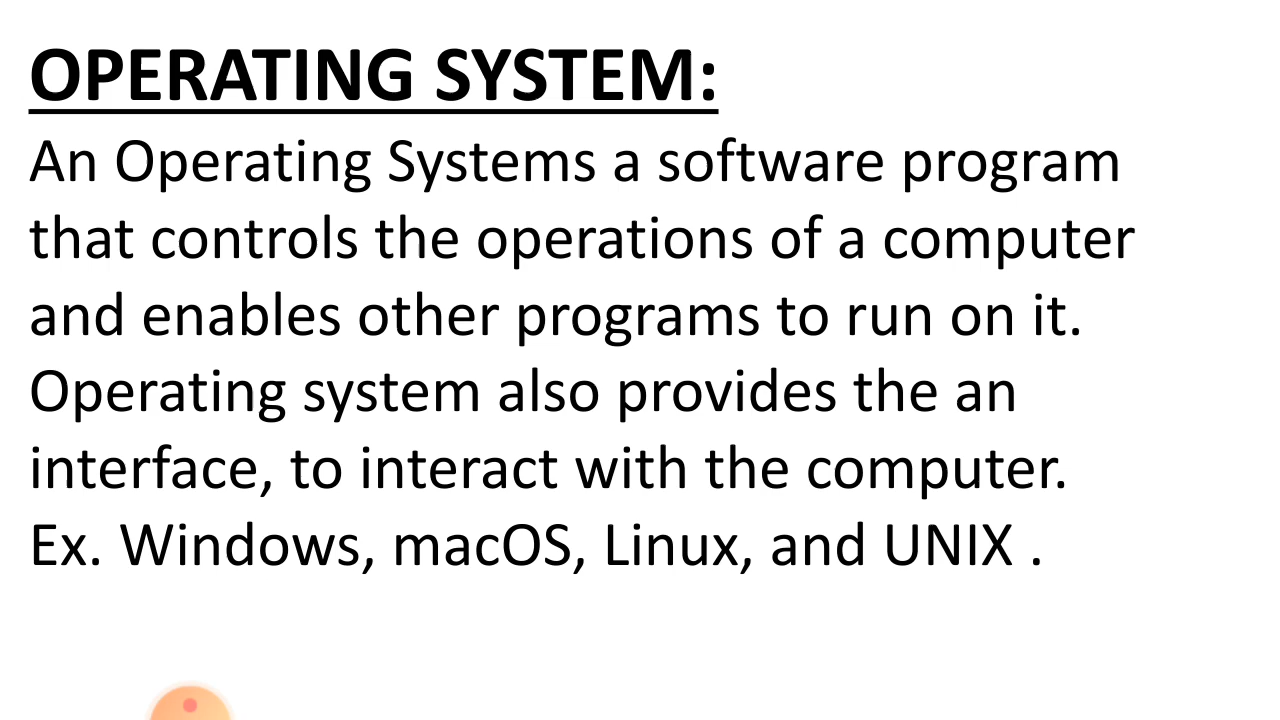 OPERATING SYSTEM:
An Operating Systems a software program
that controls the operations of a computer
and enables other programs to run on it.
Operating system also provides the an
interface, to interact with the computer.
Ex. Windows, macOS, Linux, and UNIX .